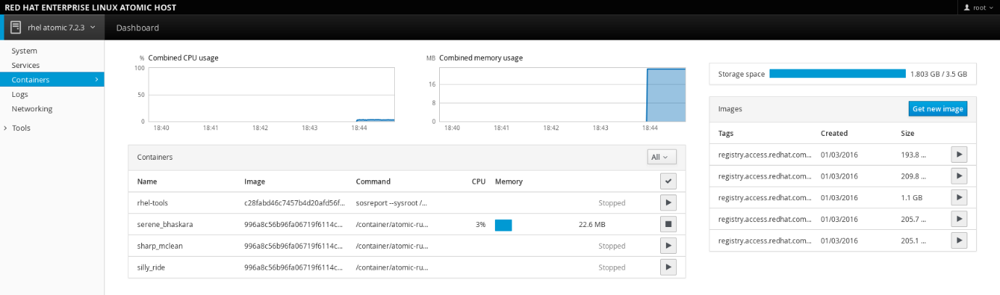 RED HAT ENTERPRISE LINUX ATOMIC HOST
root
rhel atomic 7.2.3
Dashboard
System
Services
Containers
Logs
Networking
Tools
% Combined CPU usage
100
50
0
18:40 18:41 18:42 18:43 18:44
MB Combined memory usage
16
8
0
18:40 18:41 18:42 18:43 18:44
Containers All
Name Image Command CPU Memory
rhel-tools c28fabd46c7457b4d20afd56f... sosreport --sysroot /... Stopped
serene_bhaskara 996a8c56b96fa06719f6114c... /container/atomic-ru... 3% 22.6 MB
sharp_mclean 996a8c56b96fa06719f6114c... /container/atomic-ru... Stopped
silly_ride 996a8c56b96fa06719f6114c... /container/atomic-ru... Stopped
Storage space 1.803 GB / 3.5 GB
Images Get new image
Tags Created Size
registry.access.redhat.com... 01/03/2016 193.8 ...
registry.access.redhat.com... 01/03/2016 209.8 ...
registry.access.redhat.com... 01/03/2016 1.1 GB
registry.access.redhat.com... 01/03/2016 205.7 ...
registry.access.redhat.com... 01/03/2016 205.1 ...